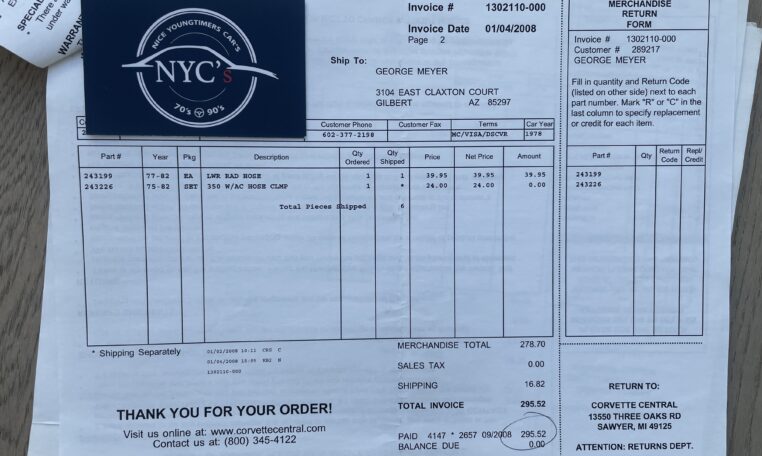 SPECIAL
WARRAN
There
under wa
NICE YOUNGTIMERS CAR'S
NYC's
70's 90's
Invoice # 1302110-000
Invoice Date 01/04/2008
Page 2
Ship To:
GEORGE MEYER
3104 EAST CLAXTON COURT
GILBERT AZ 85297
Customer Phone Customer Fax Terms Car Year
602-377-2198 MC/VISA/DSCVR 1978
Part # Year Pkg Description Qty Ordered Qty Shipped Price Net Price Amount
243199 77-82 EA LWR RAD HOSE 1 1 39.95 39.95 39.95
243226 75-82 SET 350 W/AC HOSE CLMP 1 * 24.00 24.00 0.00
Total Pieces Shipped 6
* Shipping Separately
01/02/2008 10:11 CRS C
1302110-000
MERCHANDISE TOTAL 278.70
SALES TAX 0.00
SHIPPING 16.82
TOTAL INVOICE 295.52
PAID 4147 * 2657 09/2008 295.52
BALANCE DUE 0.00
THANK YOU FOR YOUR ORDER!
Visit us online at: www.corvettecentral.com
Contact us at: (800) 345-4122
MERCHANDISE
RETURN
FORM
Invoice # 1302110-000
Customer # 289217
GEORGE MEYER
Fill in quantity and Return Code
(listed on other side) next to each
part number. Mark "R" or "C" in the
last column to specify replacement
or credit for each item.
Part # Qty Return Code Repl/ Credit
243199
243226
RETURN TO:
CORVETTE CENTRAL
13550 THREE OAKS RD
SAWYER, MI 49125
ATTENTION: RETURNS DEPT.